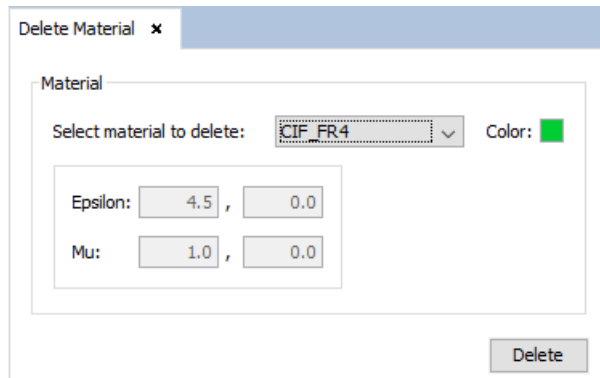 Delete Material ×
Material
Select material to delete: CIF_FR4 Color:
Epsilon: 4.5 , 0.0
Mu: 1.0 , 0.0
Delete